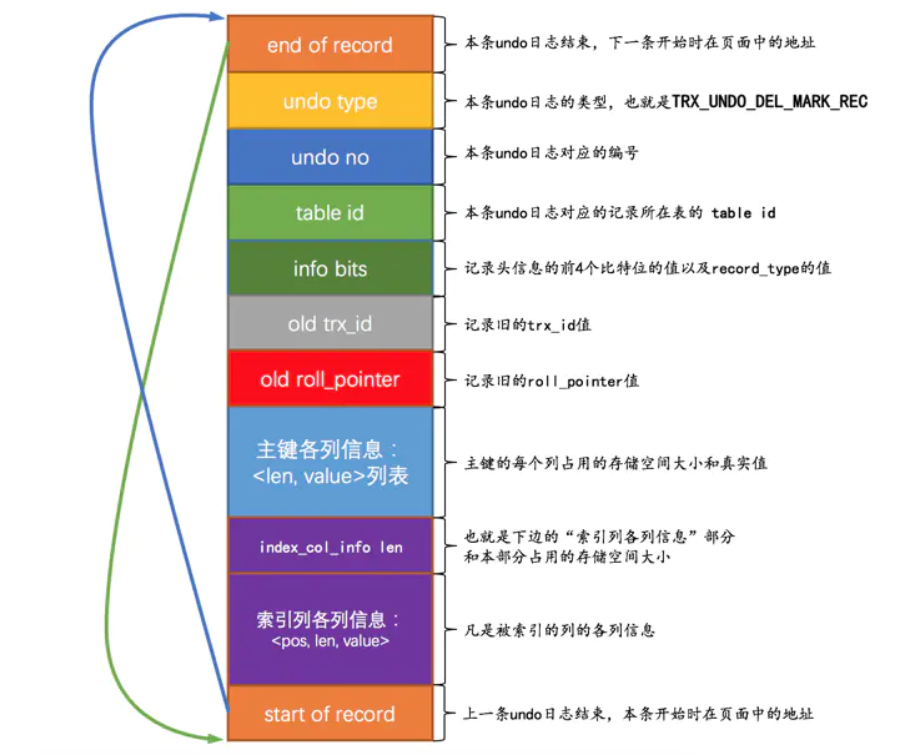 end of record
本条undo日志结束，下一条开始时在页面中的地址
undo type
本条undo日志的类型，也就是TRX_UNDO_DEL_MARK_REC
undo no
本条undo日志对应的编号
table id
本条undo日志对应的记录所在表的 table id
info bits
记录头信息的前4个比特位的值以及record_type的值
old trx_id
记录旧的trx_id值
old roll_pointer
记录旧的roll_pointer值
主键各列信息：
<len, value>列表
主键的每个列占用的存储空间大小和真实值
index_col_info len
也就是下边的“索引列各列信息”部分
和本部分占用的存储空间大小
索引列各列信息：
<pos, len, value>
凡是被索引的列的各列信息
start of record
上一条undo日志结束，本条开始时在页面中的地址